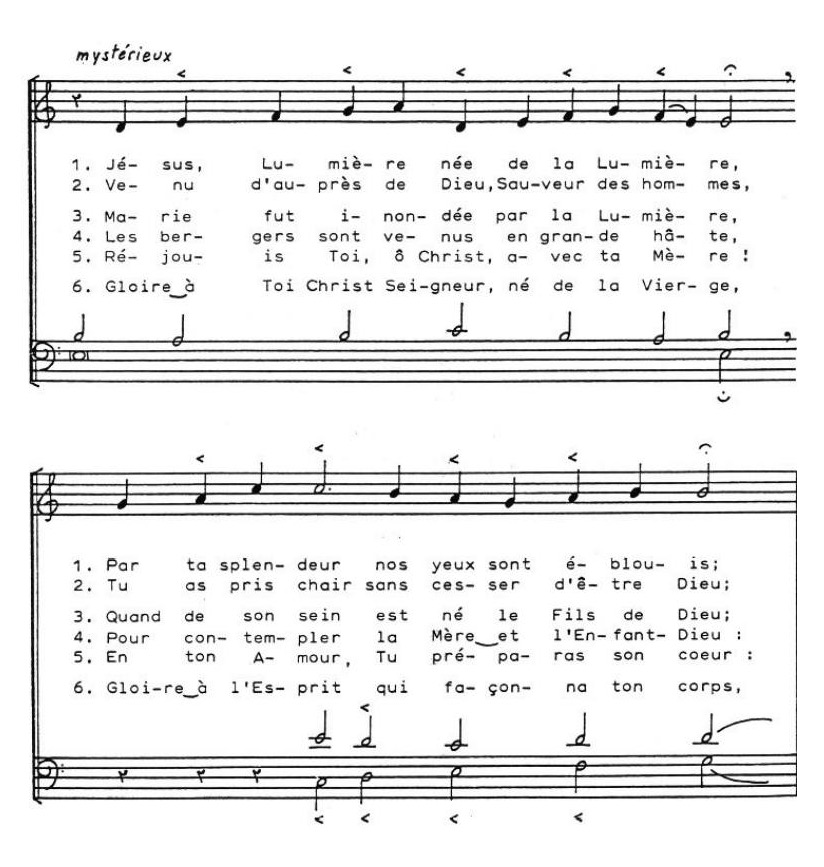 mystérieux
1. Jé- sus, Lu- miè- re née de la Lu- miè- re,
2. Ve- nu d'au- près de Dieu, Sau-veur des hom- mes,
3. Ma- rie fut i- non- dée par la Lu- miè- re,
4. Les ber- gers sont ve- nus en gran-de hâ- te,
5. Ré- jou- is Toi, ô Christ, a- vec ta Mè- re !
6. Gloire‿à Toi Christ Sei-gneur, né de la Vier- ge,
1. Par ta splen- deur nos yeux sont é- blou- is;
2. Tu as pris chair sans ces- ser d'ê- tre Dieu;
3. Quand de son sein est né le Fils de Dieu;
4. Pour con- tem- pler la Mère‿et l'En- fant- Dieu :
5. En ton A- mour, Tu pré- pa- ras son coeur :
6. Gloi-re‿à l'Es- prit qui fa- çon- na ton corps,